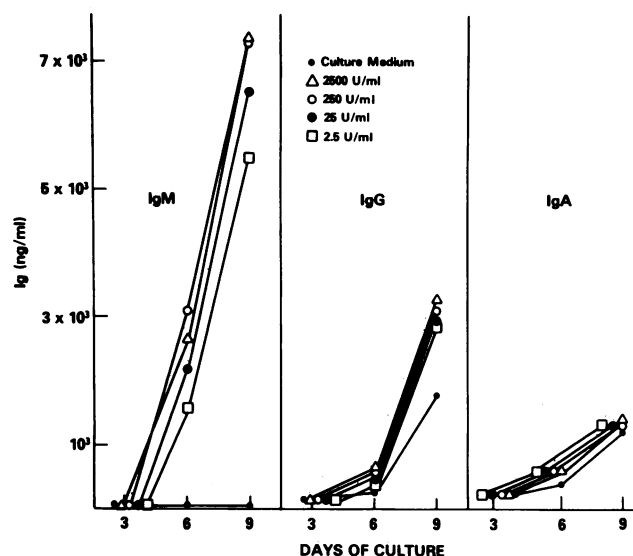 7 x 10³
5 x 10³
3 x 10³
10³
Ig (ng/ml)
Culture Medium
2500 U/ml
250 U/ml
25 U/ml
2.5 U/ml
IgM
IgG
IgA
3 6 9 3 6 9 3 6 9
DAYS OF CULTURE